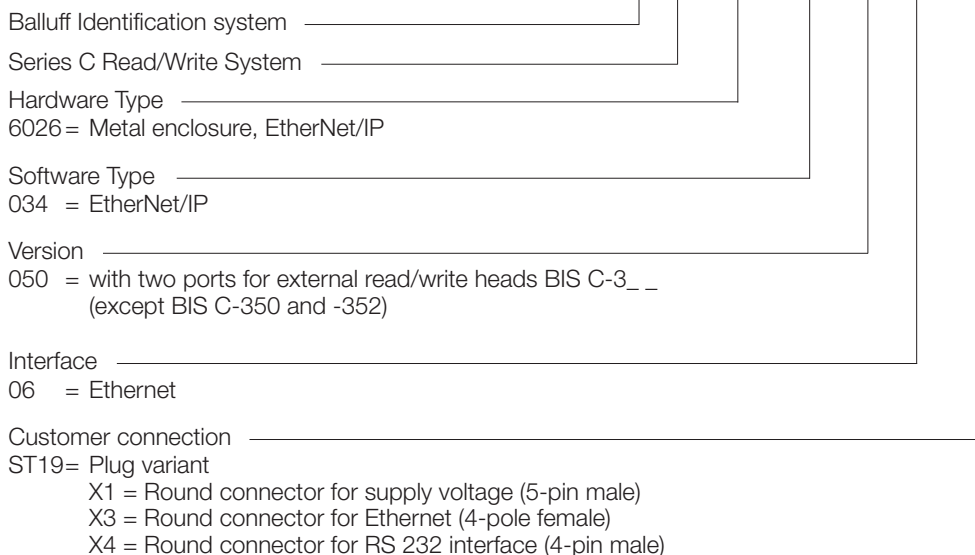 Balluff Identification system
Series C Read/Write System
Hardware Type
6026= Metal enclosure, EtherNet/IP
Software Type
034 = EtherNet/IP
Version
050 = with two ports for external read/write heads BIS C-3_ _
(except BIS C-350 and -352)
Interface
06 = Ethernet
Customer connection
ST19= Plug variant
X1 = Round connector for supply voltage (5-pin male)
X3 = Round connector for Ethernet (4-pole female)
X4 = Round connector for RS 232 interface (4-pin male)